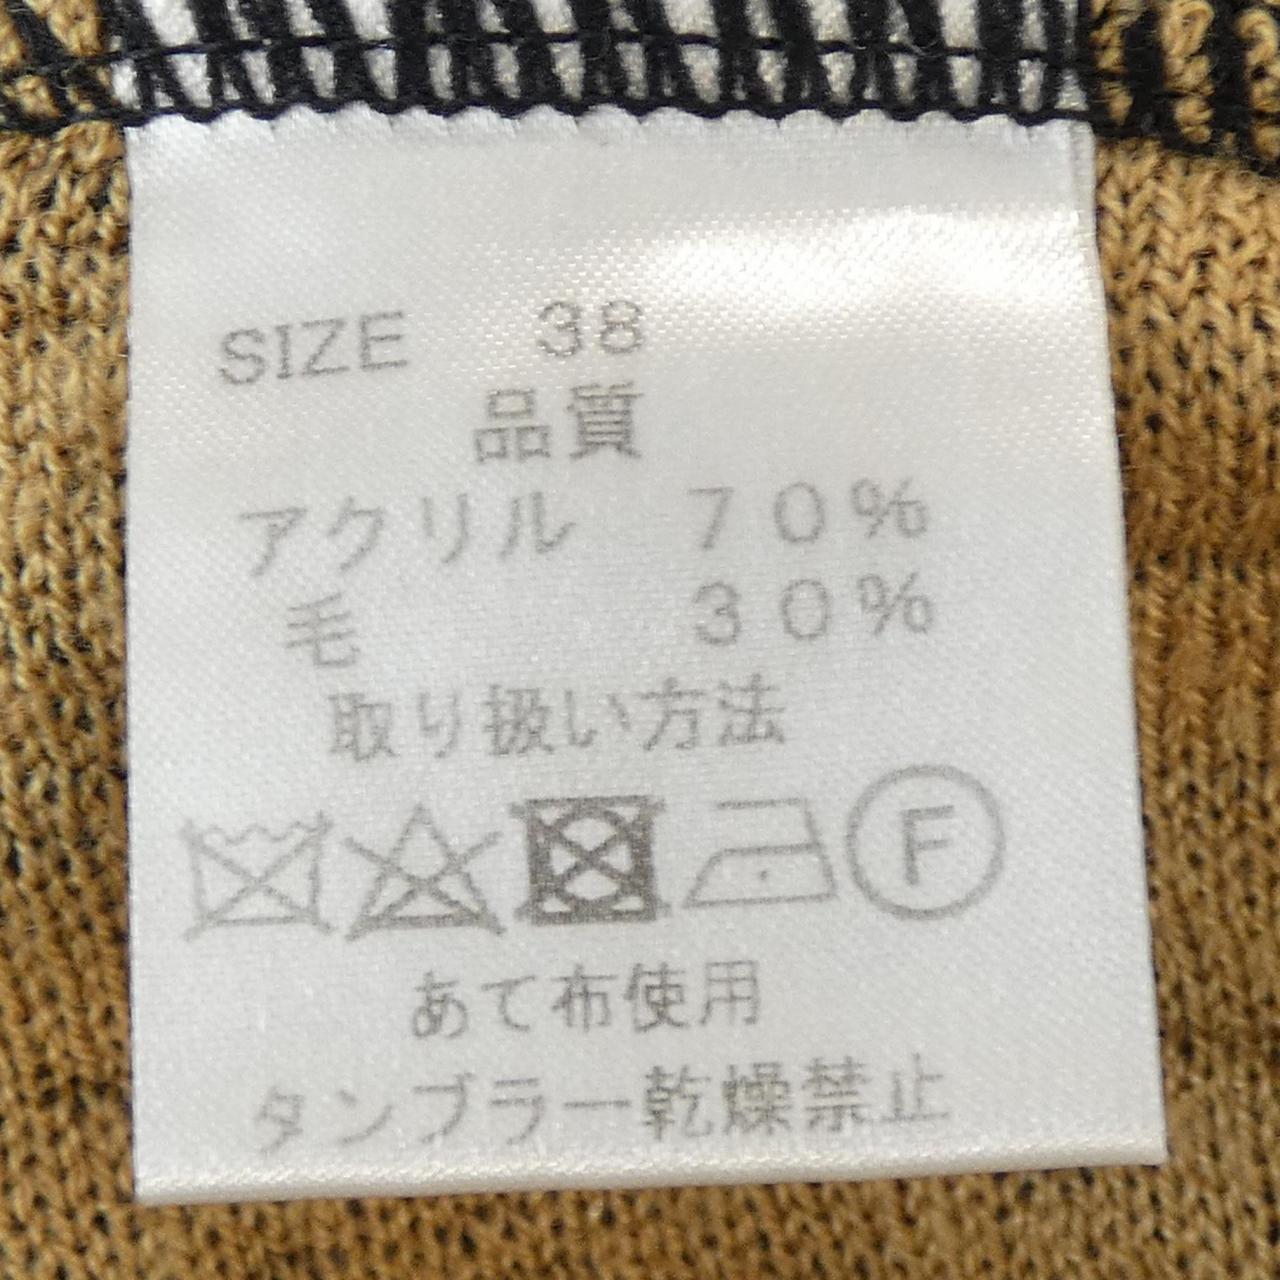 SIZE 38
品質
アクリル 70%
毛 30%
取り扱い方法
F
あて布使用
タンブラー乾燥禁止